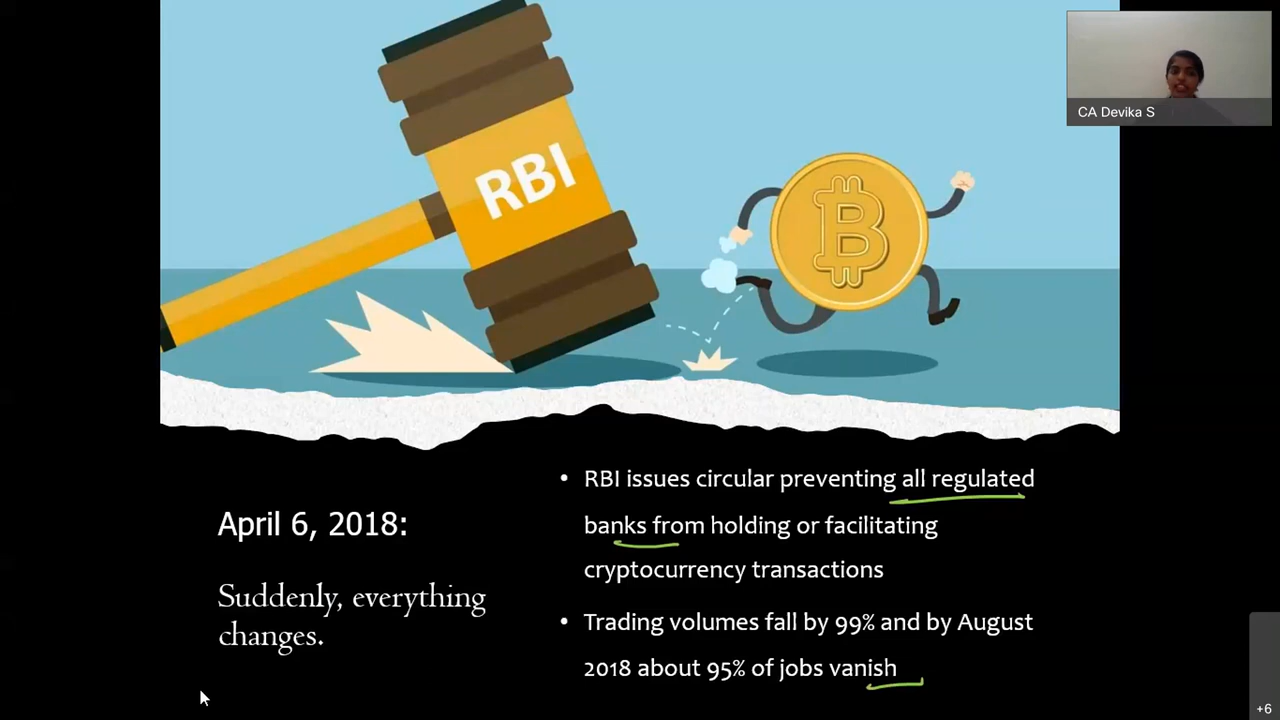 RBI
CA Devika S
April 6, 2018:
Suddenly, everything
changes.
• RBI issues circular preventing all regulated
banks from holding or facilitating
cryptocurrency transactions
• Trading volumes fall by 99% and by August
2018 about 95% of jobs vanish
+6